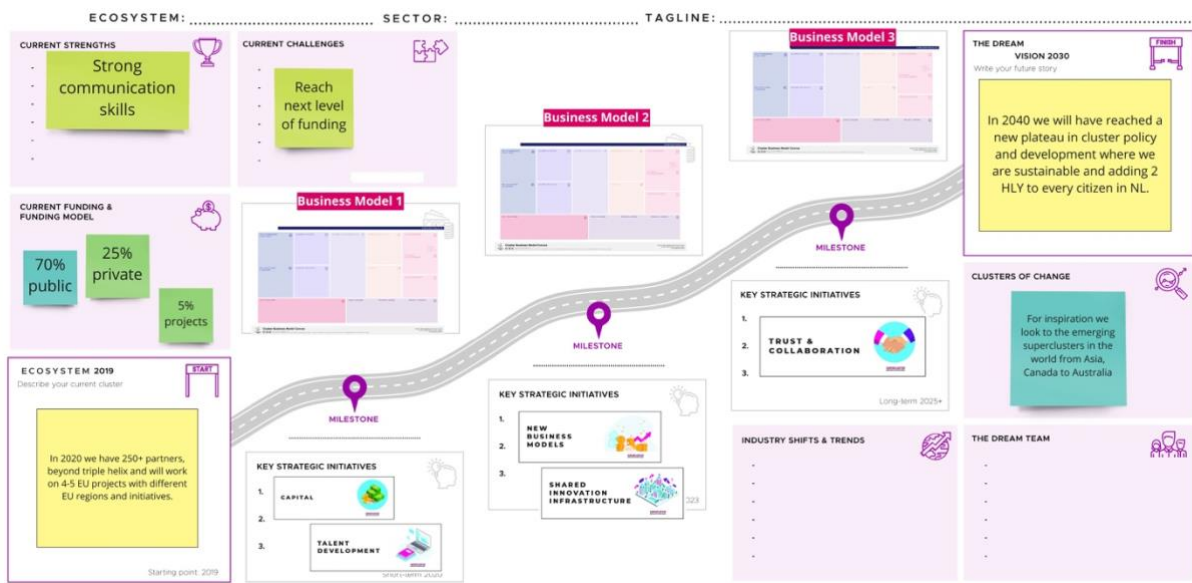 ECOSYSTEM:
SECTOR:
TAGLINE:
CURRENT STRENGTHS
Strong
communication
skills
CURRENT CHALLENGES
Reach
next level
of funding
CURRENT FUNDING &
FUNDING MODEL
70%
public
25%
private
5%
projects
ECOSYSTEM 2019
Describe your current cluster
START
In 2020 we have 250+ partners,
beyond triple helix and will work
on 4-5 EU projects with different
EU regions and initiatives.
Starting point: 2019
Business Model 1
MILESTONE
KEY STRATEGIC INITIATIVES
1.
CAPITAL
2.
3.
TALENT
DEVELOPMENT
Short-term 2020
Business Model 2
MILESTONE
KEY STRATEGIC INITIATIVES
1.
NEW
BUSINESS
MODELS
2.
3.
SHARED
INNOVATION
INFRASTRUCTURE
023
Business Model 3
MILESTONE
KEY STRATEGIC INITIATIVES
1.
2.
TRUST &
COLLABORATION
3.
Long-term 2025+
THE DREAM
VISION 2030
Write your future story
FINISH
In 2040 we will have reached a
new plateau in cluster policy
and development where we
are sustainable and adding 2
HLY to every citizen in NL.
CLUSTERS OF CHANGE
For inspiration we
look to the emerging
superclusters in the
world from Asia,
Canada to Australia
INDUSTRY SHIFTS & TRENDS
THE DREAM TEAM